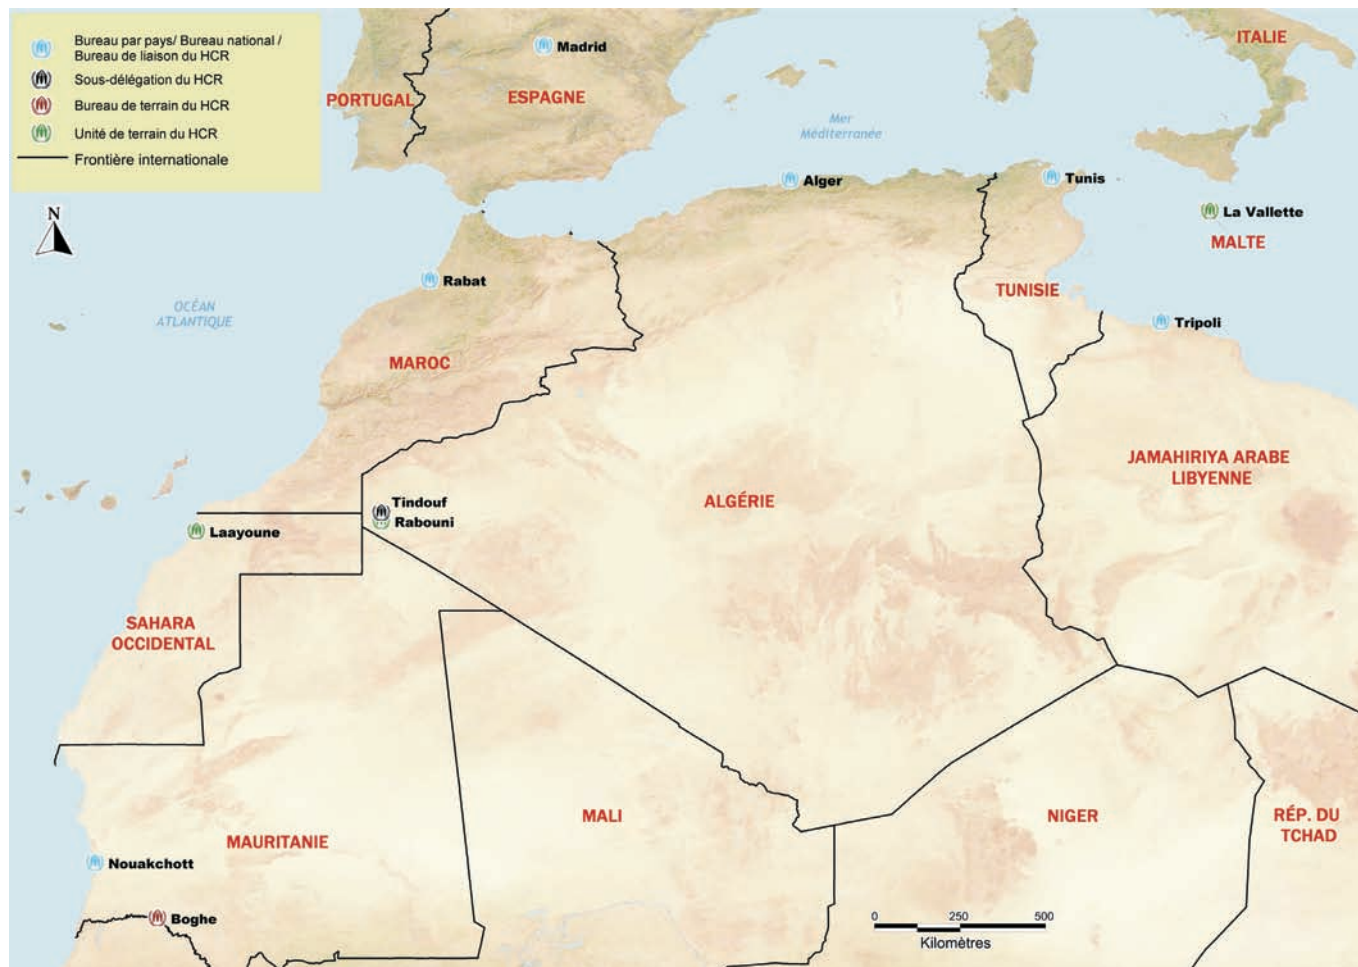 Bureau par pays/ Bureau national /
Bureau de liaison du HCR
Sous-délégation du HCR
Bureau de terrain du HCR
Unité de terrain du HCR
Frontière internationale
N
Madrid
ITALIE
PORTUGAL
ESPAGNE
Mer
Méditerranée
Alger
Tunis
La Vallette
MALTE
Rabat
TUNISIE
OCÉAN
ATLANTIQUE
Tripoli
MAROC
JAMAHIRIYA ARABE
LIBYENNE
ALGÉRIE
Tindouf
Rabouni
Laayoune
SAHARA
OCCIDENTAL
MALI
NIGER
RÉP. DU
TCHAD
MAURITANIE
Nouakchott
Boghe
0 250 500
Kilomètres